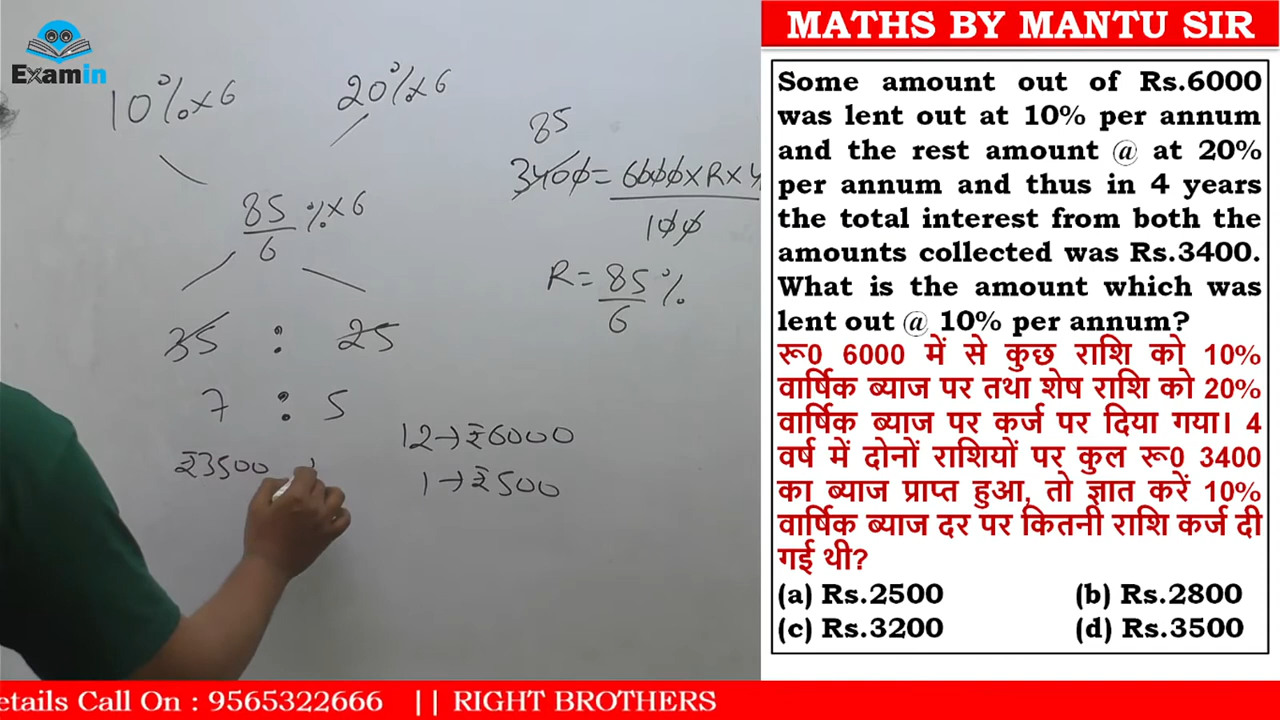 Examin
10%×6 20%×6
85/6 %×6
35 : 25
7 : 5
₹3500
12→₹6000
1→₹500
85
3400=6000×R×4
100
R=85/6 %
MATHS BY MANTU SIR
Some amount out of Rs.6000
was lent out at 10% per annum
and the rest amount @ at 20%
per annum and thus in 4 years
the total interest from both the
amounts collected was Rs.3400.
What is the amount which was
lent out @ 10% per annum?
रू0 6000 में से कुछ राशि को 10%
वार्षिक ब्याज पर तथा शेष राशि को 20%
वार्षिक ब्याज पर कर्ज पर दिया गया। 4
वर्ष में दोनों राशियों पर कुल रू0 3400
का ब्याज प्राप्त हुआ, तो ज्ञात करें 10%
वार्षिक ब्याज दर पर कितनी राशि कर्ज दी
गई थी?
(a) Rs.2500 (b) Rs.2800
(c) Rs.3200 (d) Rs.3500
etails Call On : 9565322666 || RIGHT BROTHERS